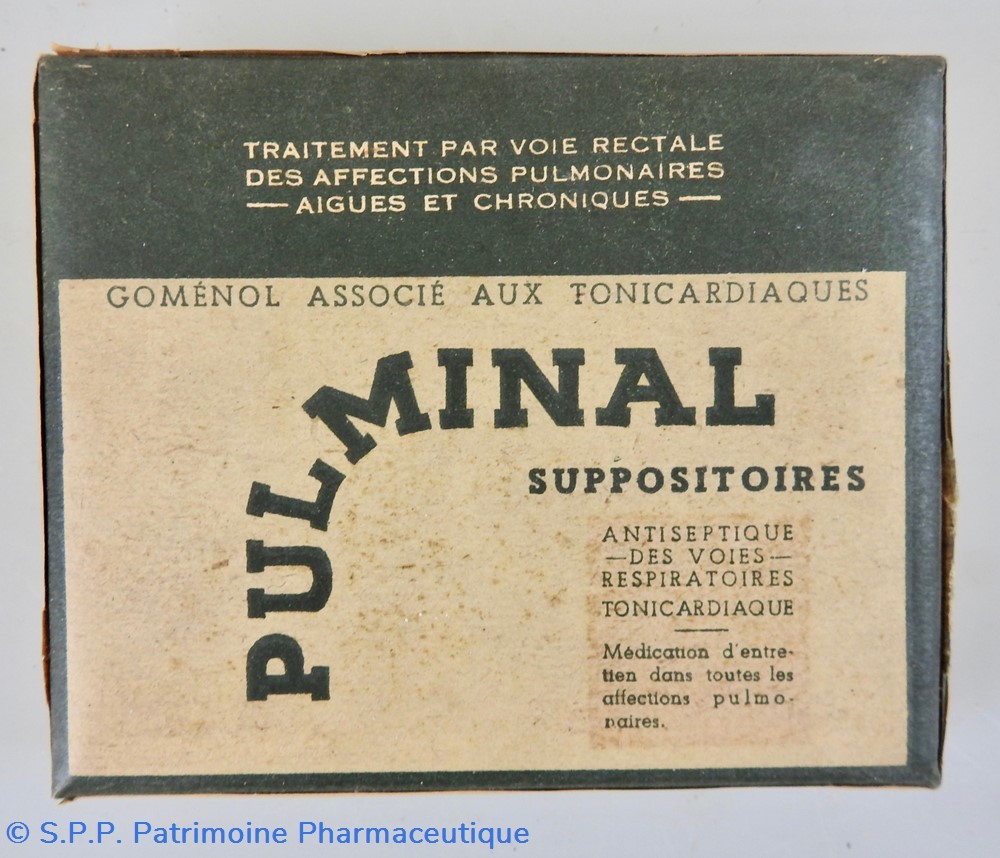 TRAITEMENT PAR VOIE RECTALE
DES AFFECTIONS PULMONAIRES
— AIGUES ET CHRONIQUES —
GOMÉNOL ASSOCIÉ AUX TONICARDIAQUES
PULMINAL
SUPPOSITOIRES
ANTISEPTIQUE
— DES VOIES —
RESPIRATOIRES
TONICARDIAQUE
Médication d'entre-
tien dans toutes les
affections pulmo-
naires.
© S.P.P. Patrimoine Pharmaceutique